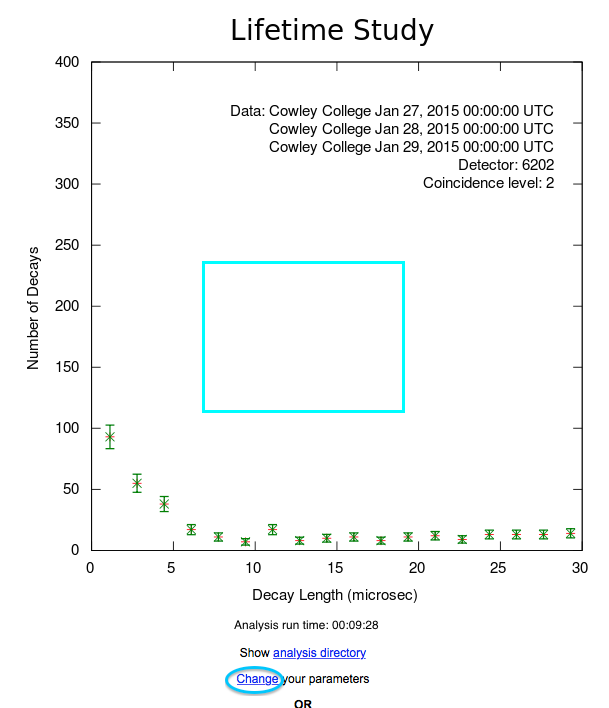 Lifetime Study
400
350
300
250
200
150
100
50
0
Number of Decays
Data: Cowley College Jan 27, 2015 00:00:00 UTC
Cowley College Jan 28, 2015 00:00:00 UTC
Cowley College Jan 29, 2015 00:00:00 UTC
Detector: 6202
Coincidence level: 2
0 5 10 15 20 25 30
Decay Length (microsec)
Analysis run time: 00:09:28
Show analysis directory
Change your parameters
OR